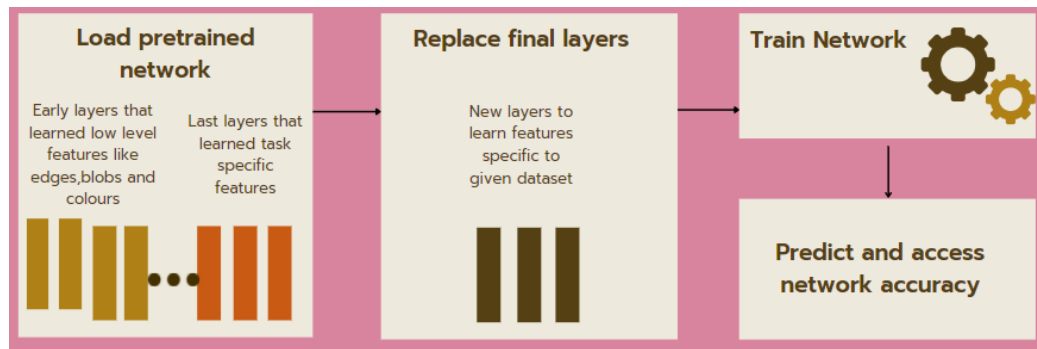 Load pretrained
network
Early layers that
learned low level
features like
edges,blobs and
colours
Last layers that
learned task
specific
features
Replace final layers
New layers to
learn features
specific to
given dataset
Train Network
Predict and access
network accuracy